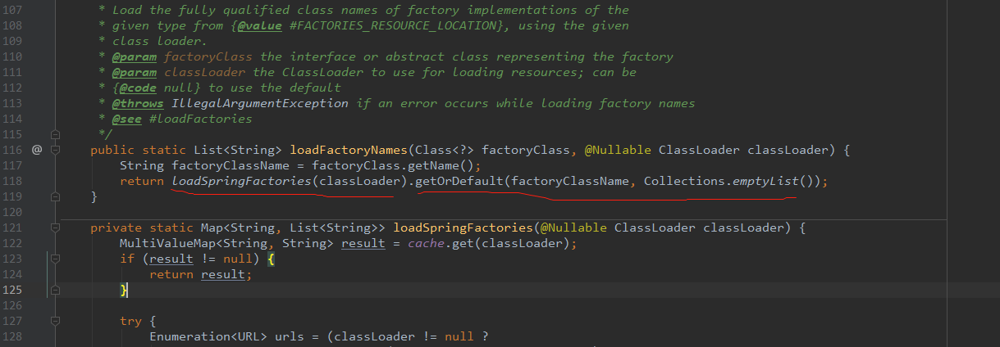 107 * Load the fully qualified class names of factory implementations of the
108 * given type from {@value #FACTORIES_RESOURCE_LOCATION}, using the given
109 * class loader.
110 * @param factoryClass the interface or abstract class representing the factory
111 * @param classLoader the ClassLoader to use for loading resources; can be
112 * {@code null} to use the default
113 * @throws IllegalArgumentException if an error occurs while loading factory names
114 * @see #loadFactories
115 */
116 @ public static List<String> loadFactoryNames(Class<?> factoryClass, @Nullable ClassLoader classLoader) {
117 String factoryClassName = factoryClass.getName();
118 return loadSpringFactories(classLoader).getOrDefault(factoryClassName, Collections.emptyList());
119 }
120
121 private static Map<String, List<String>> loadSpringFactories(@Nullable ClassLoader classLoader) {
122 MultiValueMap<String, String> result = cache.get(classLoader);
123 if (result != null) {
124 return result;
125 }
126
127 try {
128 Enumeration<URL> urls = (classLoader != null ?